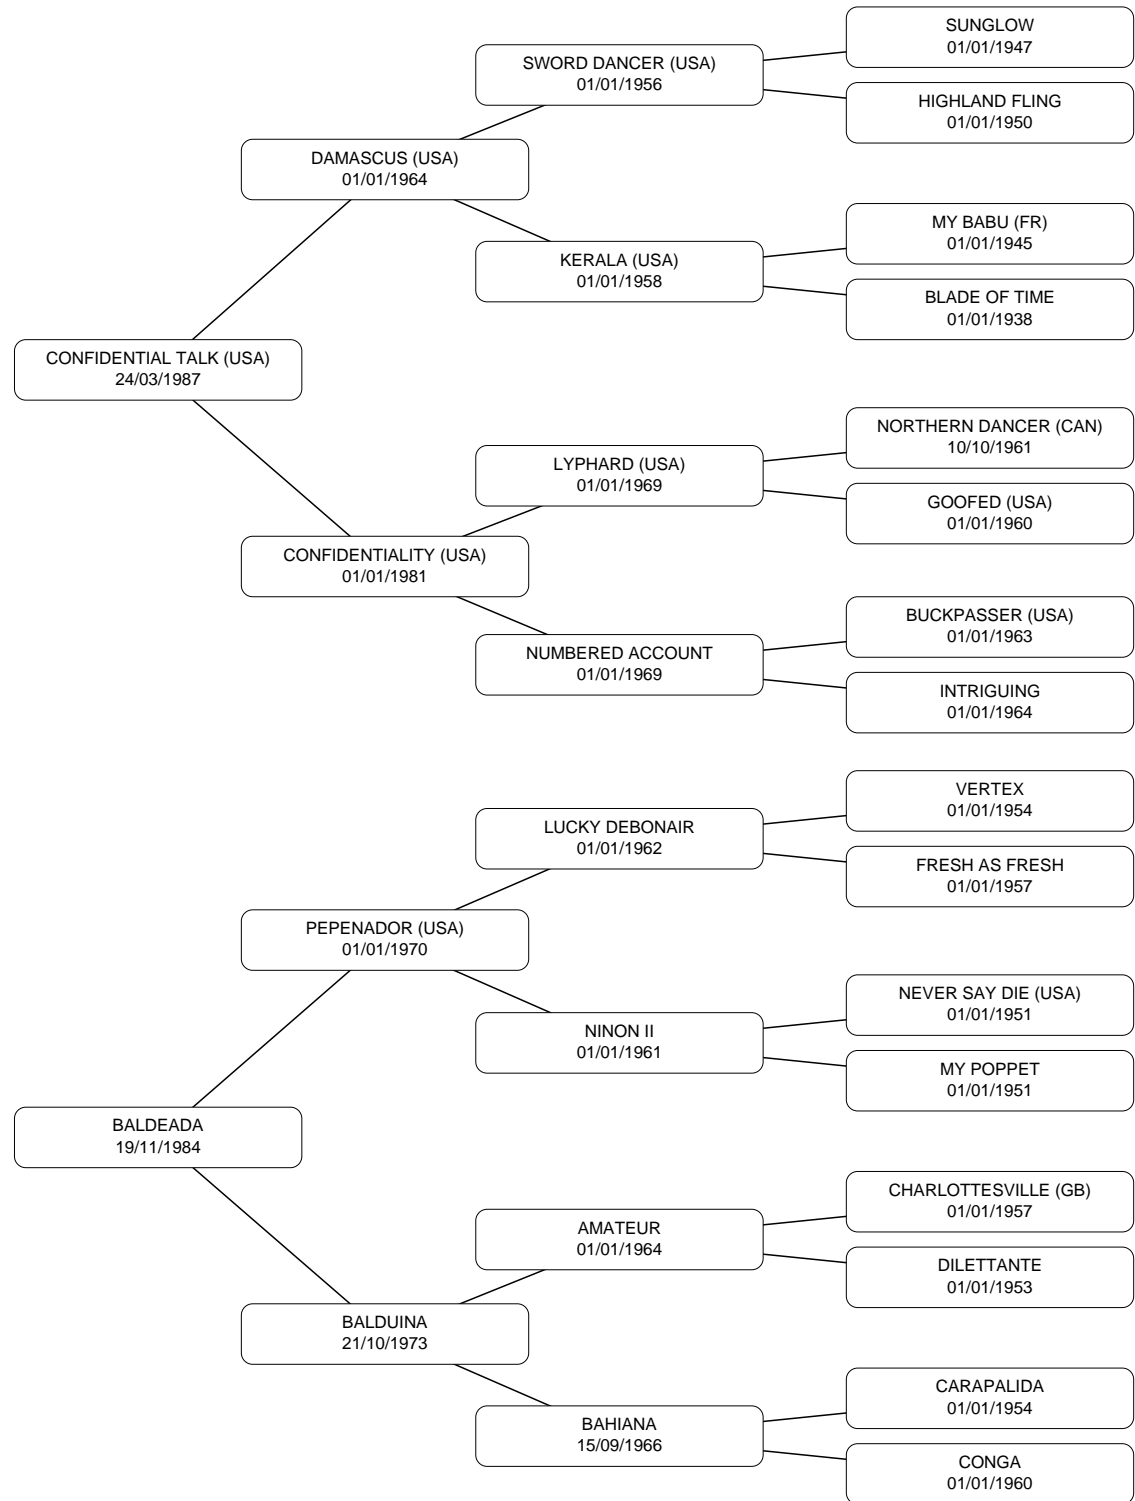 SUNGLOW
01/01/1947
SWORD DANCER (USA)
01/01/1956
HIGHLAND FLING
01/01/1950
DAMASCUS (USA)
01/01/1964
MY BABU (FR)
01/01/1945
KERALA (USA)
01/01/1958
BLADE OF TIME
01/01/1938
CONFIDENTIAL TALK (USA)
24/03/1987
NORTHERN DANCER (CAN)
10/10/1961
LYPHARD (USA)
01/01/1969
GOOFED (USA)
01/01/1960
CONFIDENTIALITY (USA)
01/01/1981
BUCKPASSER (USA)
01/01/1963
NUMBERED ACCOUNT
01/01/1969
INTRIGUING
01/01/1964
VERTEX
01/01/1954
LUCKY DEBONAIR
01/01/1962
FRESH AS FRESH
01/01/1957
PEPENADOR (USA)
01/01/1970
NEVER SAY DIE (USA)
01/01/1951
NINON II
01/01/1961
MY POPPET
01/01/1951
BALDEADA
19/11/1984
CHARLOTTESVILLE (GB)
01/01/1957
AMATEUR
01/01/1964
DILETTANTE
01/01/1953
BALDUINA
21/10/1973
CARAPALIDA
01/01/1954
BAHIANA
15/09/1966
CONGA
01/01/1960